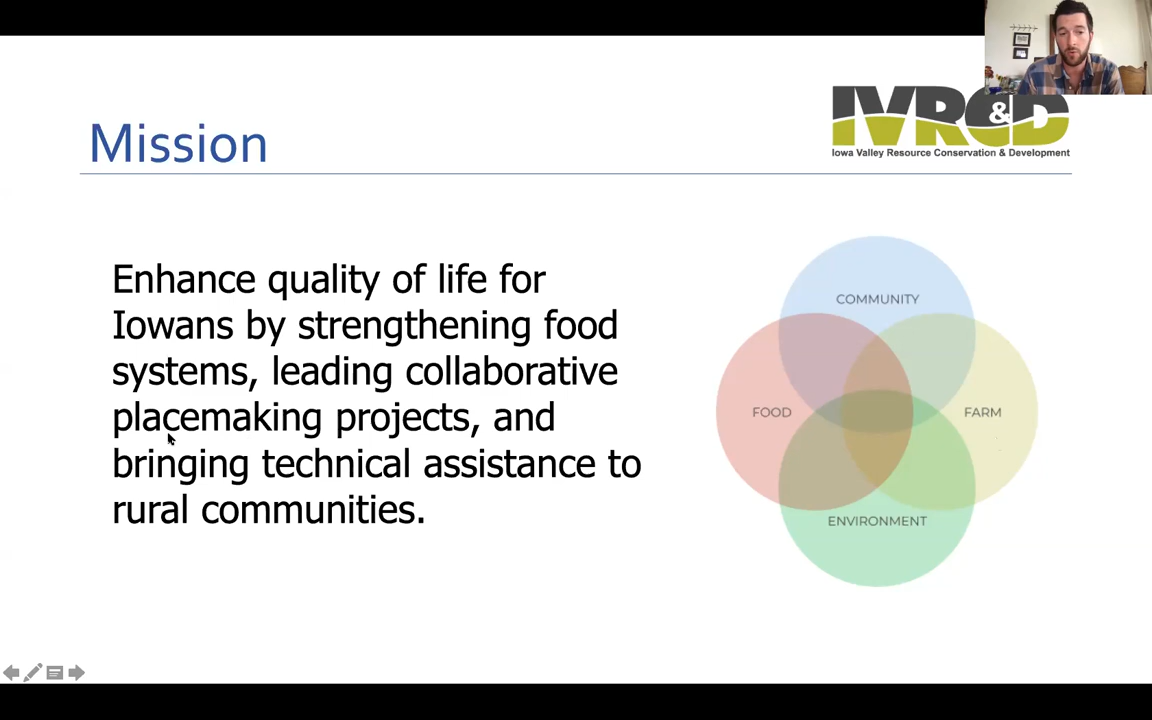 IVRC&D
Iowa Valley Resource Conservation & Development
Mission
Enhance quality of life for
Iowans by strengthening food
systems, leading collaborative
placemaking projects, and
bringing technical assistance to
rural communities.
COMMUNITY
FOOD
FARM
ENVIRONMENT